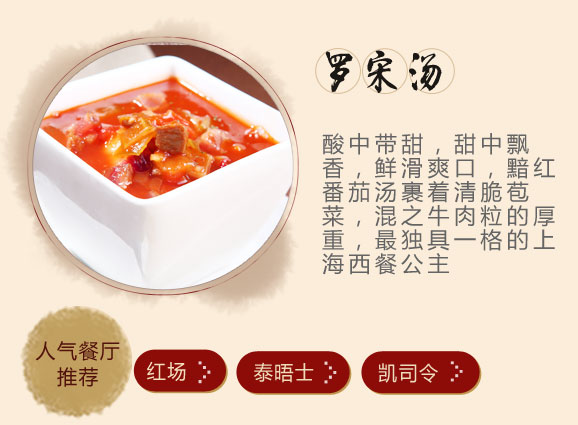 罗宋汤
酸中带甜，甜中飘
香，鲜滑爽口，黯红
番茄汤裹着清脆苞
菜，混之牛肉粒的厚
重，最独具一格的上
海西餐公主
人气餐厅
推荐
红场
泰晤士
凯司令